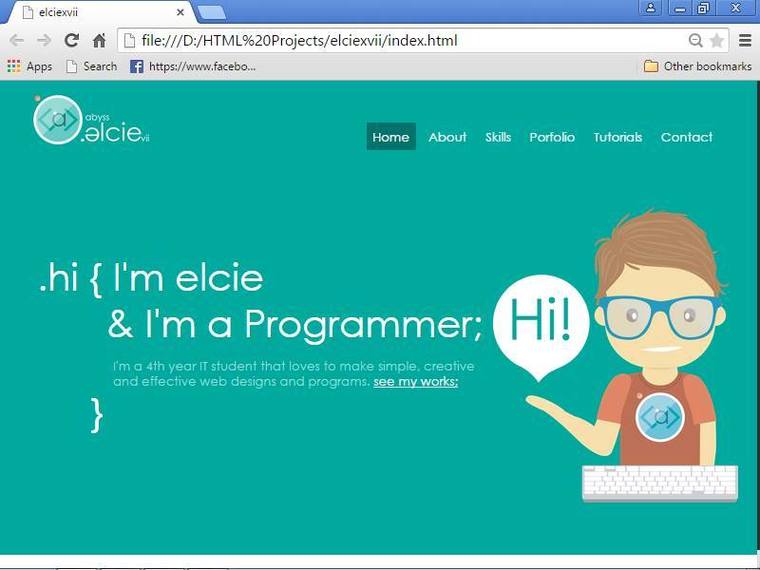 elciexvii
file:///D:/HTML%20Projects/elciexvii/index.html
Apps Search https://www.facebo... Other bookmarks
a
abyss
.əlcie vii
Home About Skills Porfolio Tutorials Contact
.hi { I'm elcie
& I'm a Programmer;
Hi!
I'm a 4th year IT student that loves to make simple, creative
and effective web designs and programs. see my works;
}
a